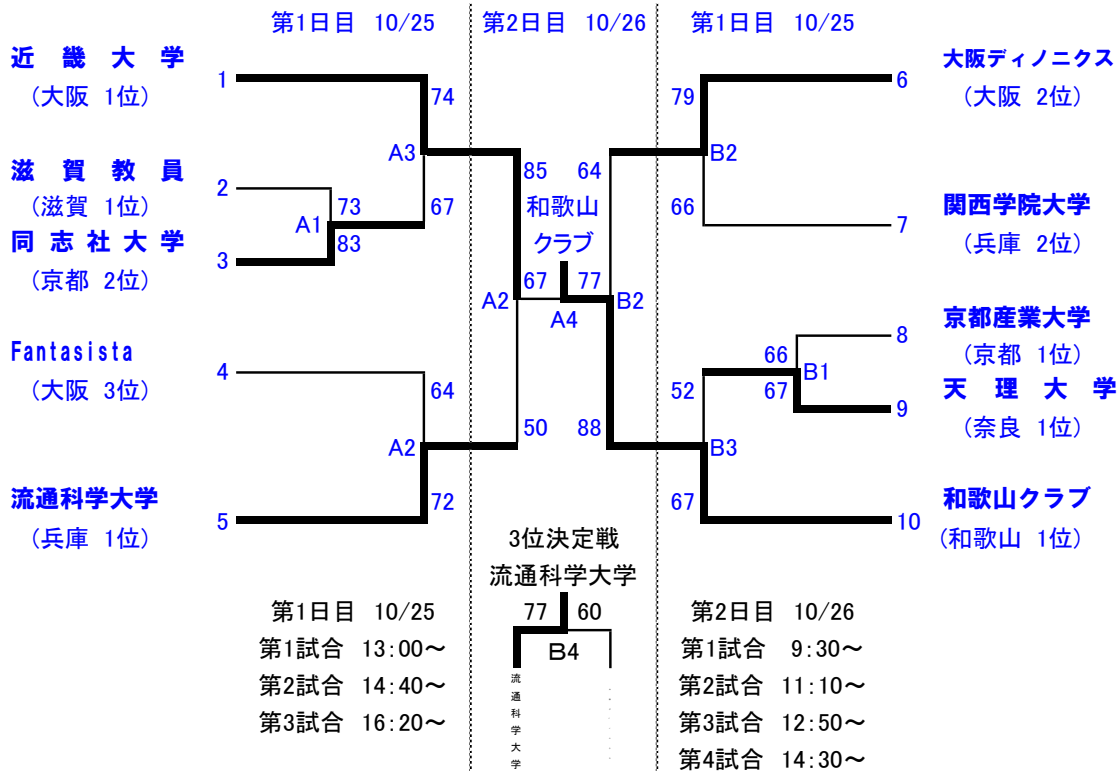 第1日目 10/25
第2日目 10/26
第1日目 10/25
近畿大学
(大阪 1位)
1
74
A3
滋賀教員
(滋賀 1位)
2
73
67
A1
同志社大学
(京都 2位)
3
83
Fantasista
(大阪 3位)
4
64
A2
流通科学大学
(兵庫 1位)
5
72
85
64
和歌山
クラブ
67
77
A2
A4
B2
50
88
大阪ディノニクス
(大阪 2位)
6
79
B2
関西学院大学
(兵庫 2位)
7
66
京都産業大学
(京都 1位)
8
66
B1
天理大学
(奈良 1位)
9
67
52
B3
和歌山クラブ
(和歌山 1位)
10
67
3位決定戦
流通科学大学
77
60
B4
流通科学大学
第1日目 10/25
第1試合 13:00～
第2試合 14:40～
第3試合 16:20～
第2日目 10/26
第1試合 9:30～
第2試合 11:10～
第3試合 12:50～
第4試合 14:30～